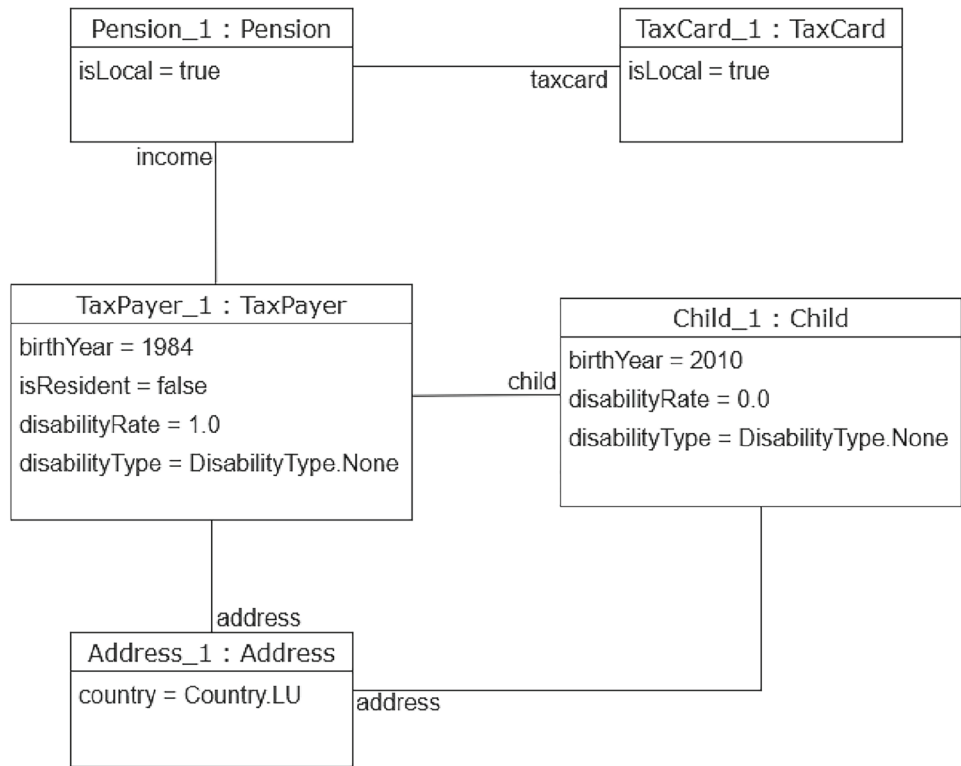 Pension_1 : Pension
isLocal = true
TaxCard_1 : TaxCard
isLocal = true
taxcard
income
TaxPayer_1 : TaxPayer
birthYear = 1984
isResident = false
disabilityRate = 1.0
disabilityType = DisabilityType.None
child
Child_1 : Child
birthYear = 2010
disabilityRate = 0.0
disabilityType = DisabilityType.None
address
Address_1 : Address
country = Country.LU
address